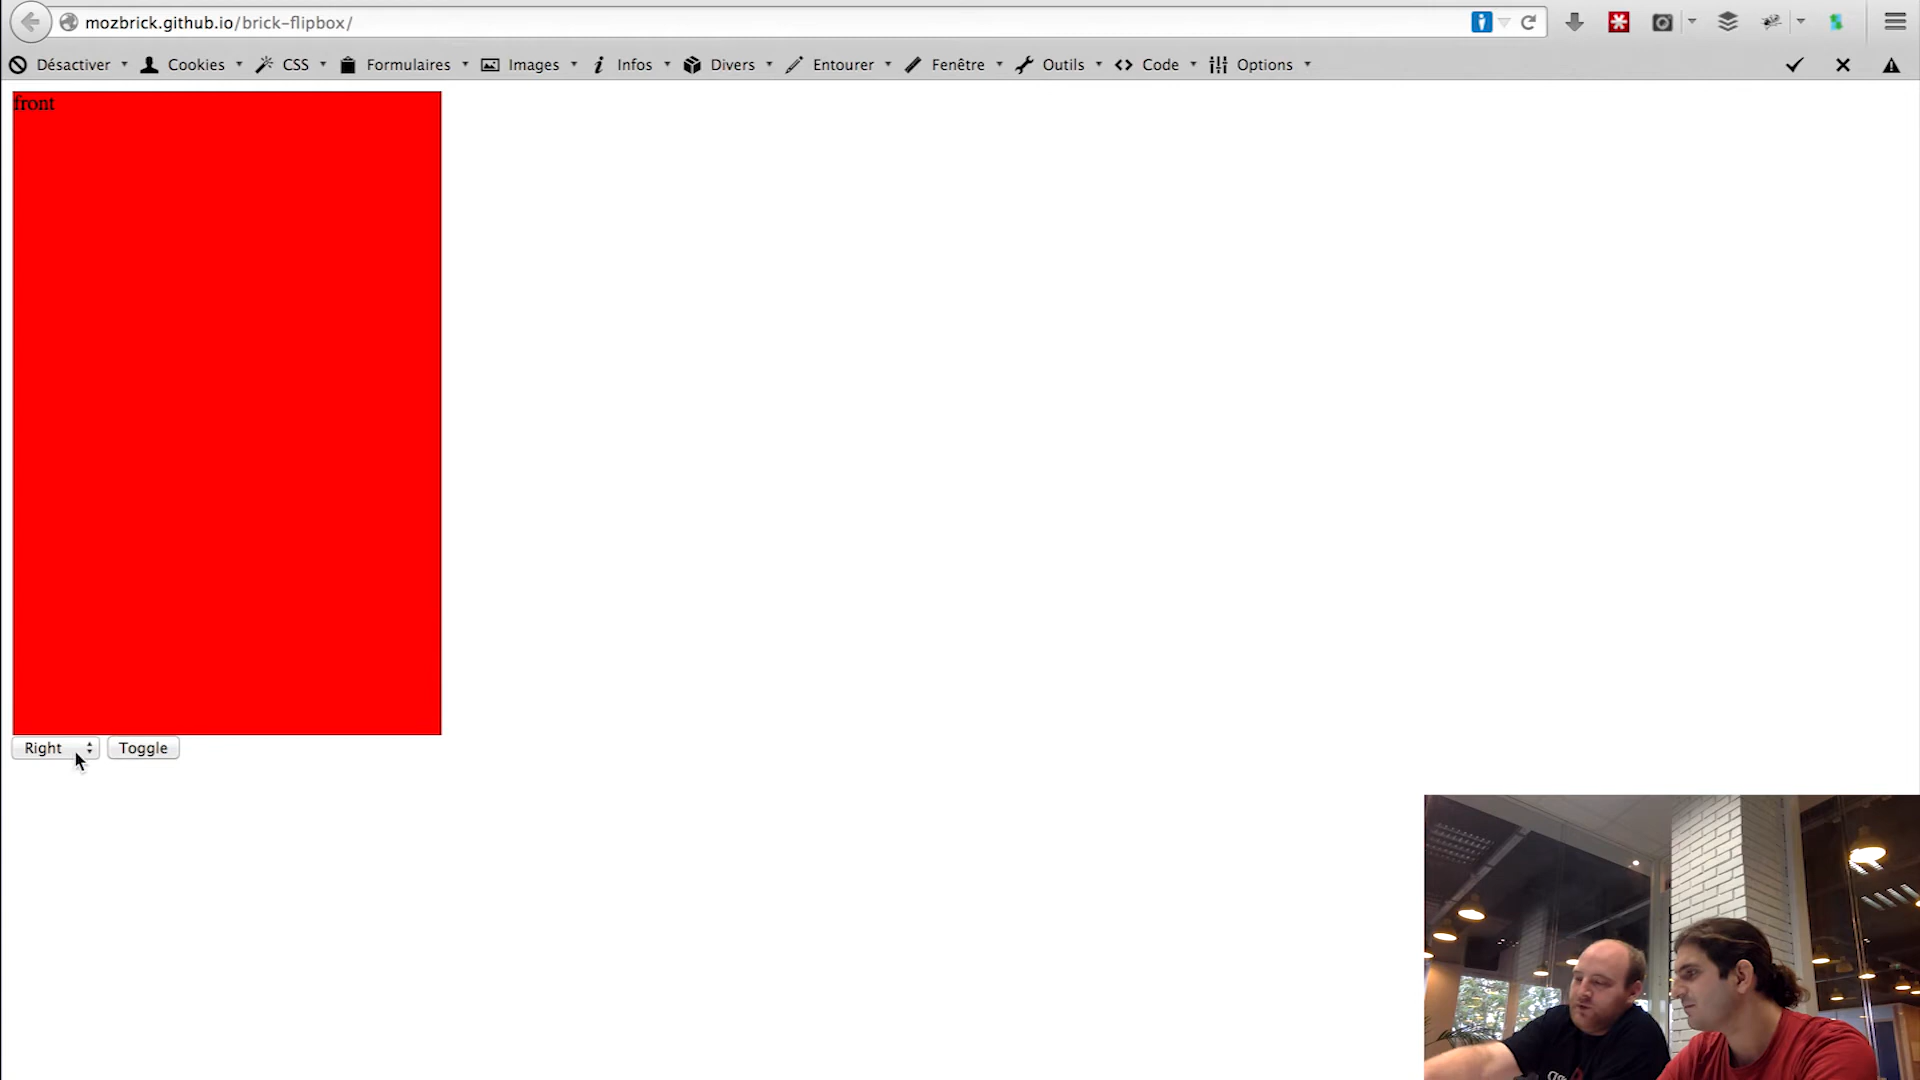 mozbrick.github.io/brick-flipbox/
Désactiver Cookies CSS Formulaires Images Infos Divers Entourer Fenêtre Outils Code Options
front
Right Toggle